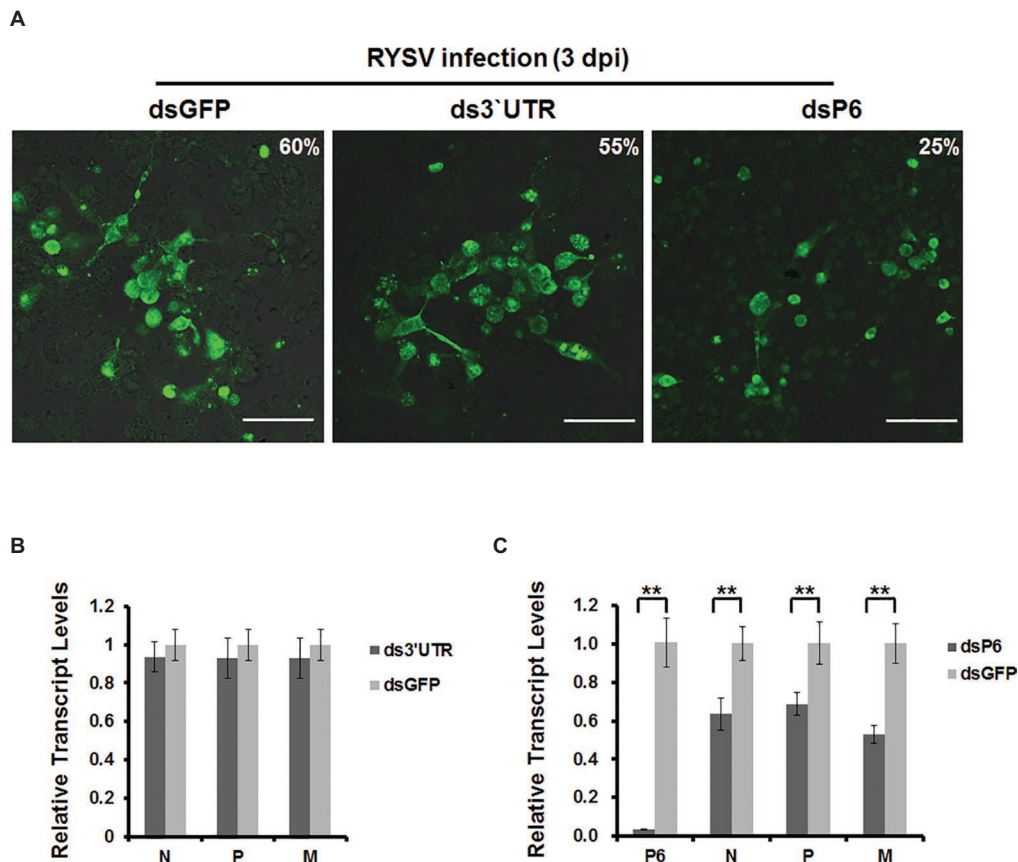 A
RYSV infection (3 dpi)
dsGFP
ds3`UTR
dsP6
60%
55%
25%
B
Relative Transcript Levels
1.2
1
0.8
0.6
0.4
0.2
0
N
P
M
ds3'UTR
dsGFP
C
Relative Transcript Levels
1.2
1.0
0.8
0.6
0.4
0.2
0.0
**
**
**
**
P6
N
P
M
dsP6
dsGFP